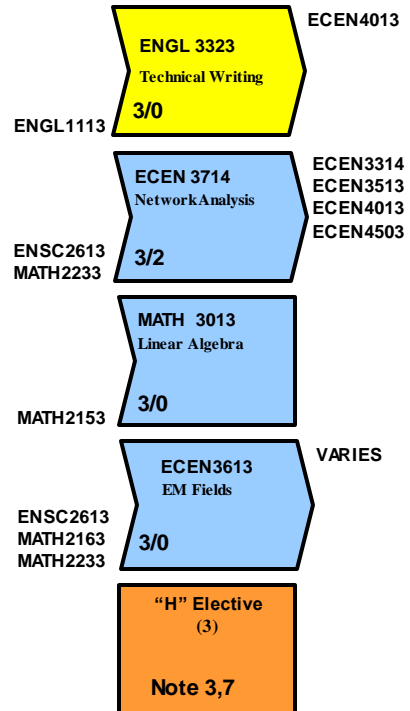 ECEN4013
ENGL 3323
Technical Writing
3/0
ENGL1113
ECEN 3714
Network Analysis
3/2
ECEN3314
ECEN3513
ECEN4013
ECEN4503
ENSC2613
MATH2233
MATH 3013
Linear Algebra
3/0
MATH2153
ECEN3613
EM Fields
3/0
VARIES
ENSC2613
MATH2163
MATH2233
“H” Elective
(3)
Note 3,7